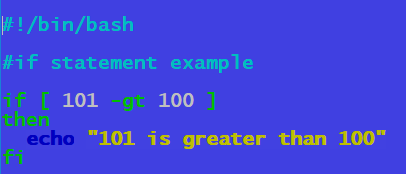 #!/bin/bash
#if statement example
if [ 101 -gt 100 ]
then
  echo "101 is greater than 100"
fi